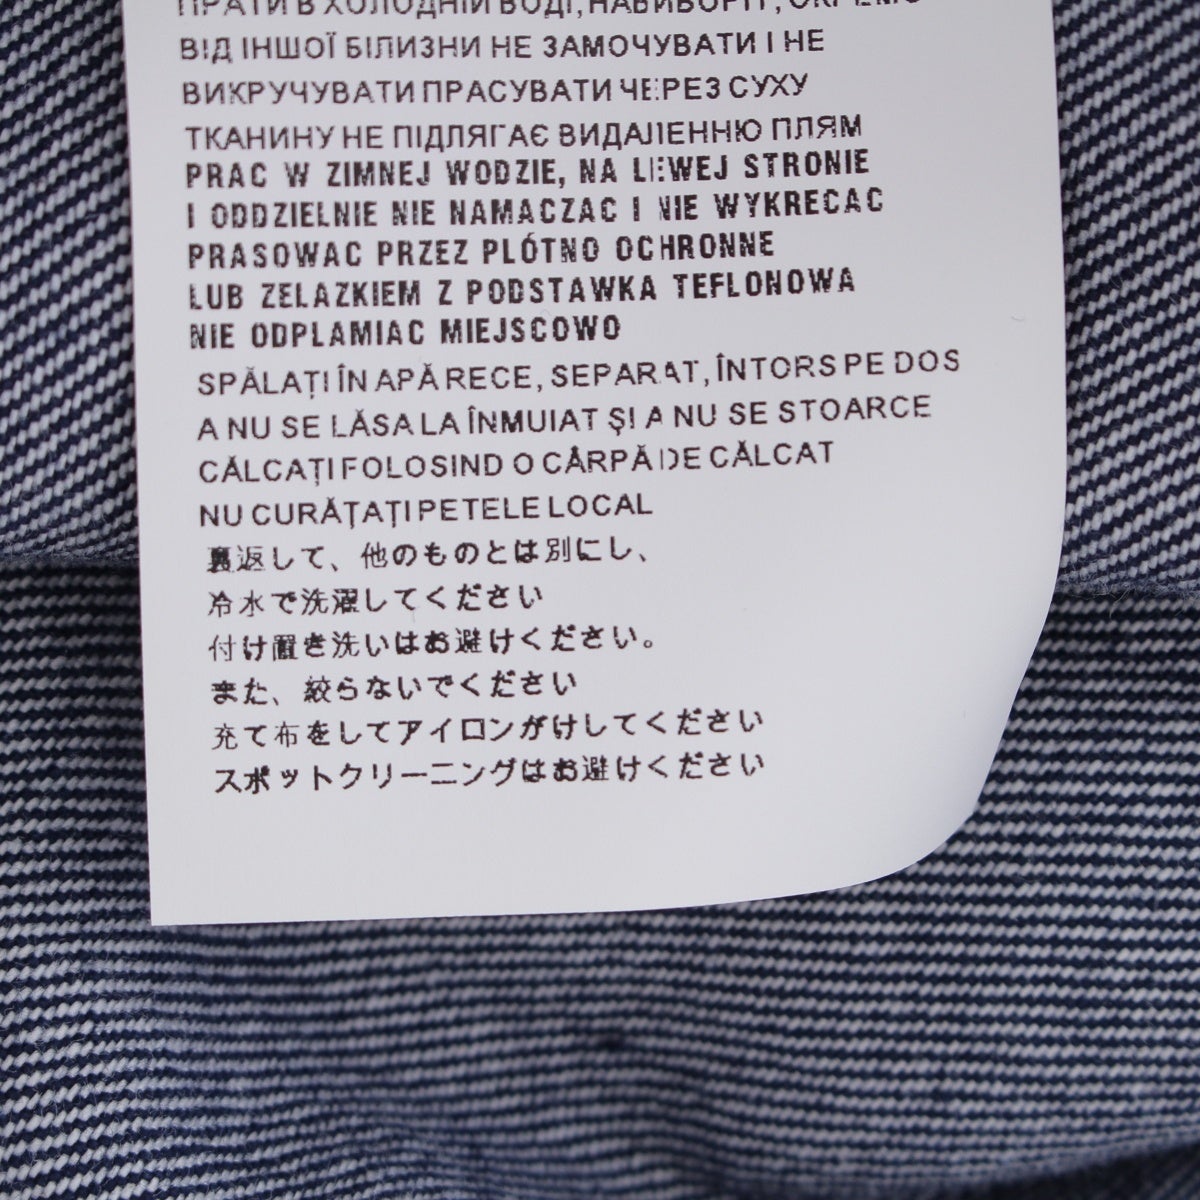 ПРАТИ В ХОЛОДНІЙ ВОДІ, НАВИВОРІТ, ОКРЕМО
ВІД ІНШОЇ БІЛИЗНИ НЕ ЗАМОЧУВАТИ І НЕ
ВИКРУЧУВАТИ ПРАСУВАТИ ЧЕРЕЗ СУХУ
ТКАНИНУ НЕ ПІДЛЯГАЄ ВИДАЛЕННЮ ПЛЯМ
PRAC W ZIMNEJ WODZIE, NA LEWEJ STRONIE
I ODDZIELNIE NIE NAMACZAC I NIE WYKRECAC
PRASOWAC PRZEZ PLÓTNO OCHRONNE
LUB ZELAZKIEM Z PODSTAWKA TEFLONOWA
NIE ODPLAMIAC MIEJSCOWO
SPĂLAȚI ÎN APĂ RECE, SEPARAT, ÎNTORS PE DOS
A NU SE LĂSA LA ÎNMUIAT ȘI A NU SE STOARCE
CĂLCAȚI FOLOSIND O CÂRPĂ DE CĂLCAT
NU CURĂȚAȚI PETELE LOCAL
裏返して、他のものとは別にし、
冷水で洗濯してください
付け置き洗いはお避けください。
また、絞らないでください
充て布をしてアイロンがけしてください
スポットクリーニングはお避けください